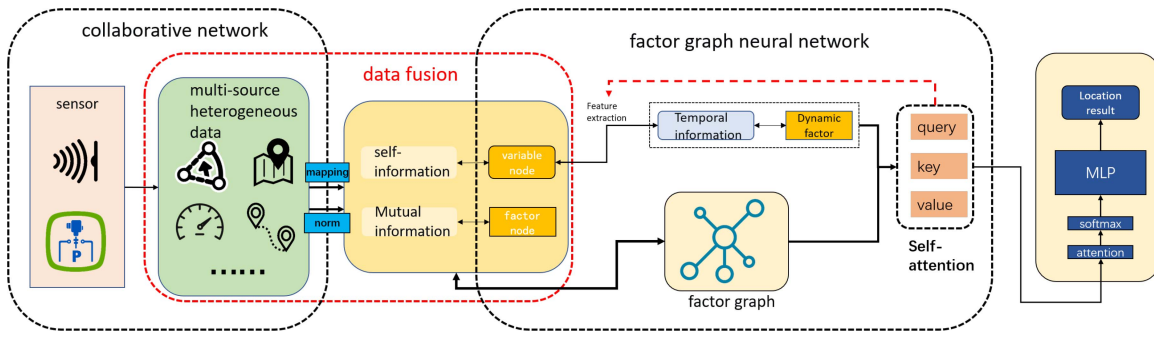 collaborative network
sensor
P
data fusion
multi-source
heterogeneous
data
......
mapping
norm
self-
information
variable
node
Mutual
information
factor
node
factor graph neural network
Feature
extraction
Temporal
information
Dynamic
factor
factor graph
query
key
value
Self-
attention
Location
result
MLP
softmax
attention